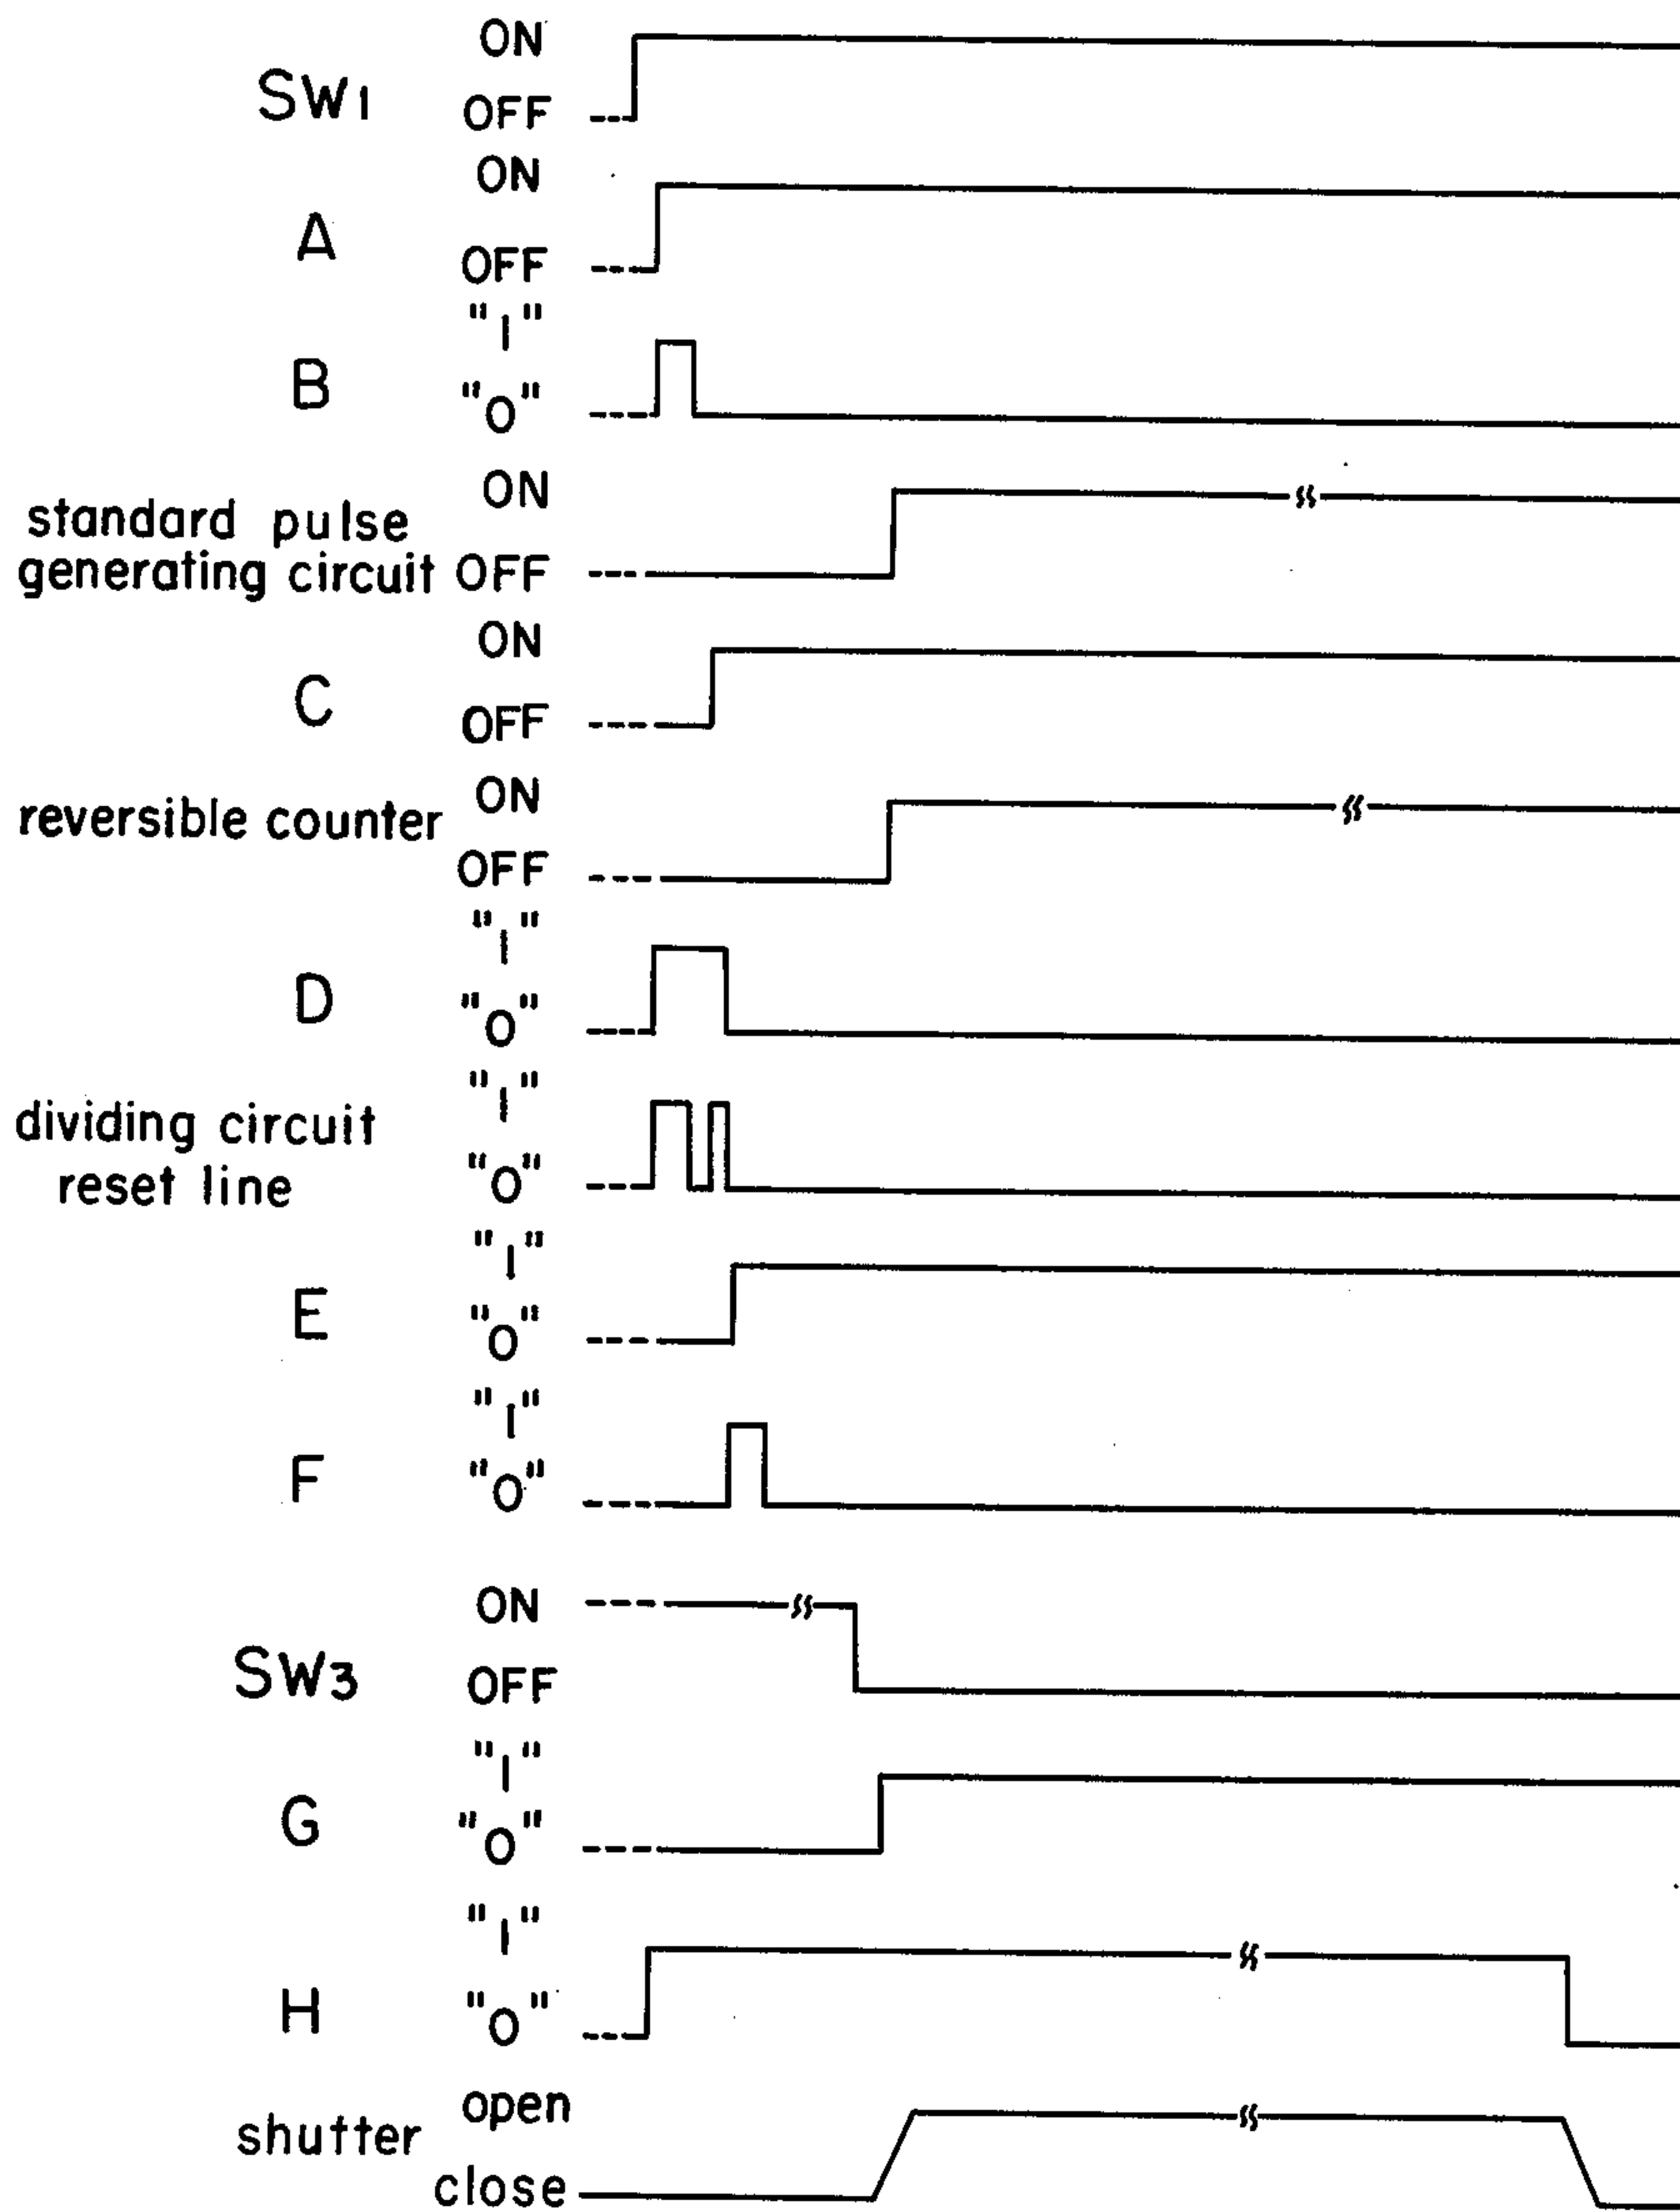 ON
SW1
OFF
ON
A
OFF
"1"
B
"0"
ON
standard pulse
generating circuit OFF
ON
C
OFF
ON
reversible counter
OFF
"1"
D
"0"
"1"
dividing circuit
reset line
"0"
"1"
E
"0"
"1"
F
"0"
ON
SW3
OFF
"1"
G
"0"
"1"
H
"0"
open
shutter
close